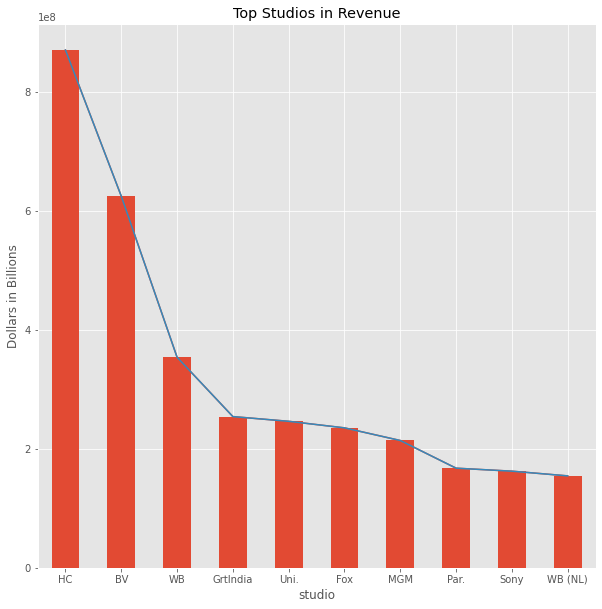 Top Studios in Revenue
1e8
Dollars in Billions
8
6
4
2
0
HC BV WB GrtIndia Uni. Fox MGM Par. Sony WB (NL)
studio